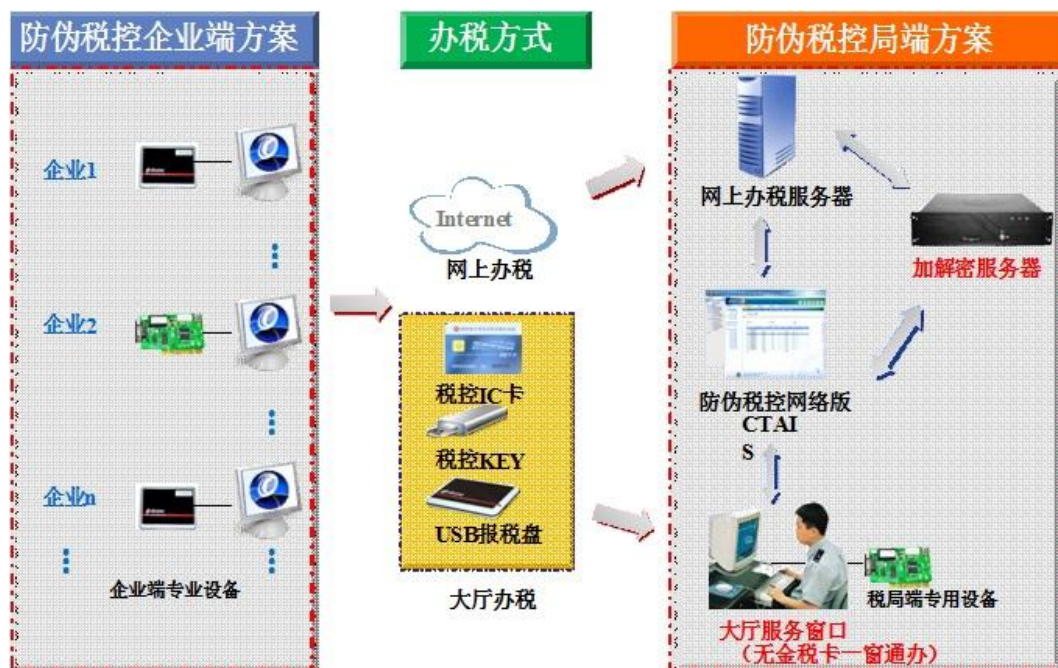 防伪税控企业端方案
办税方式
防伪税控局端方案
企业1
企业2
企业n
企业端专业设备
Internet
网上办税
税控IC卡
税控KEY
USB报税盘
大厅办税
网上办税服务器
加解密服务器
防伪税控网络版
CTAI
S
税局端专用设备
大厅服务窗口
（无金税卡一窗通办）